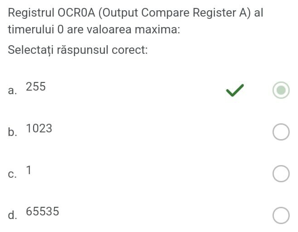 Registrul OCR0A (Output Compare Register A) al
timerului 0 are valoarea maxima:
Selectați răspunsul corect:
a. 255
b. 1023
c. 1
d. 65535